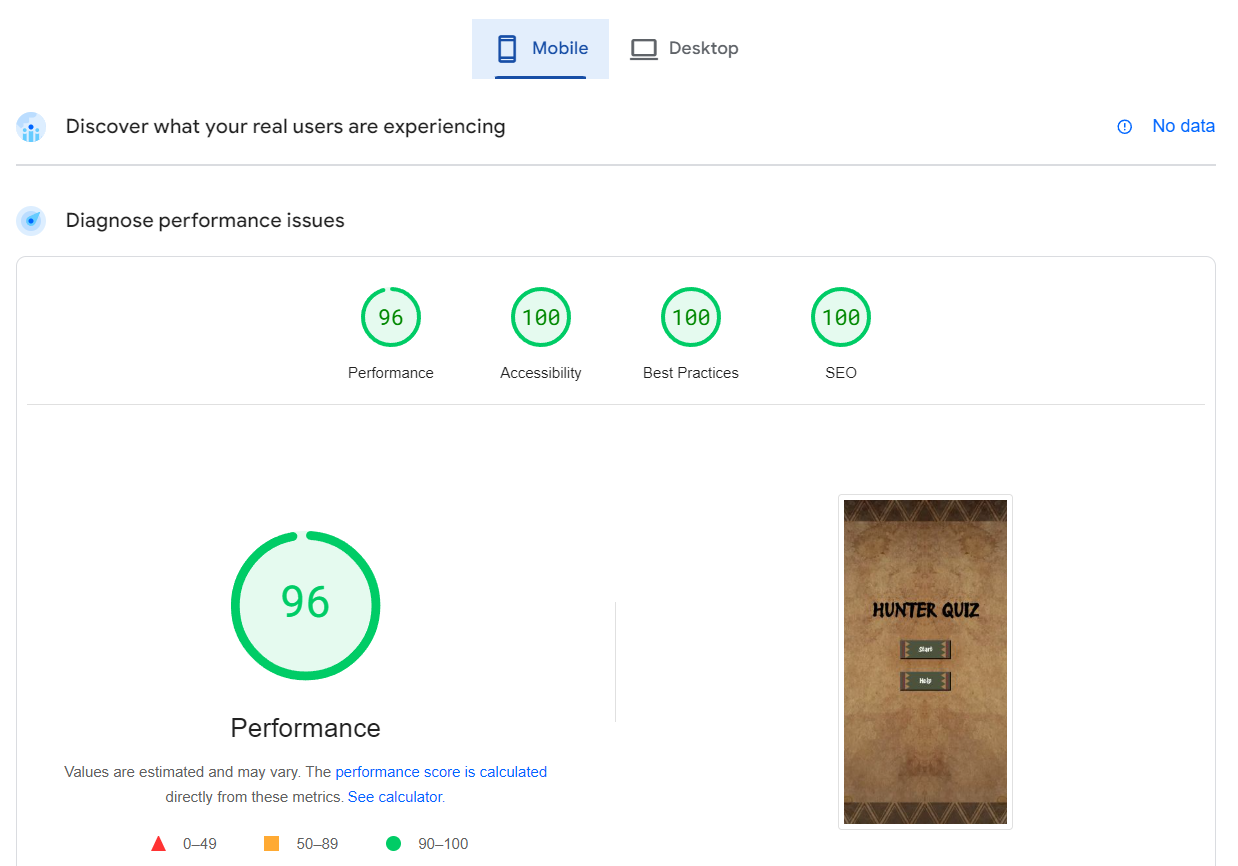 Mobile
Desktop
Discover what your real users are experiencing
No data
Diagnose performance issues
96
100
100
100
Performance
Accessibility
Best Practices
SEO
96
Performance
Values are estimated and may vary. The performance score is calculated
directly from these metrics. See calculator.
0–49
50–89
90–100
HUNTER QUIZ
Start
Help